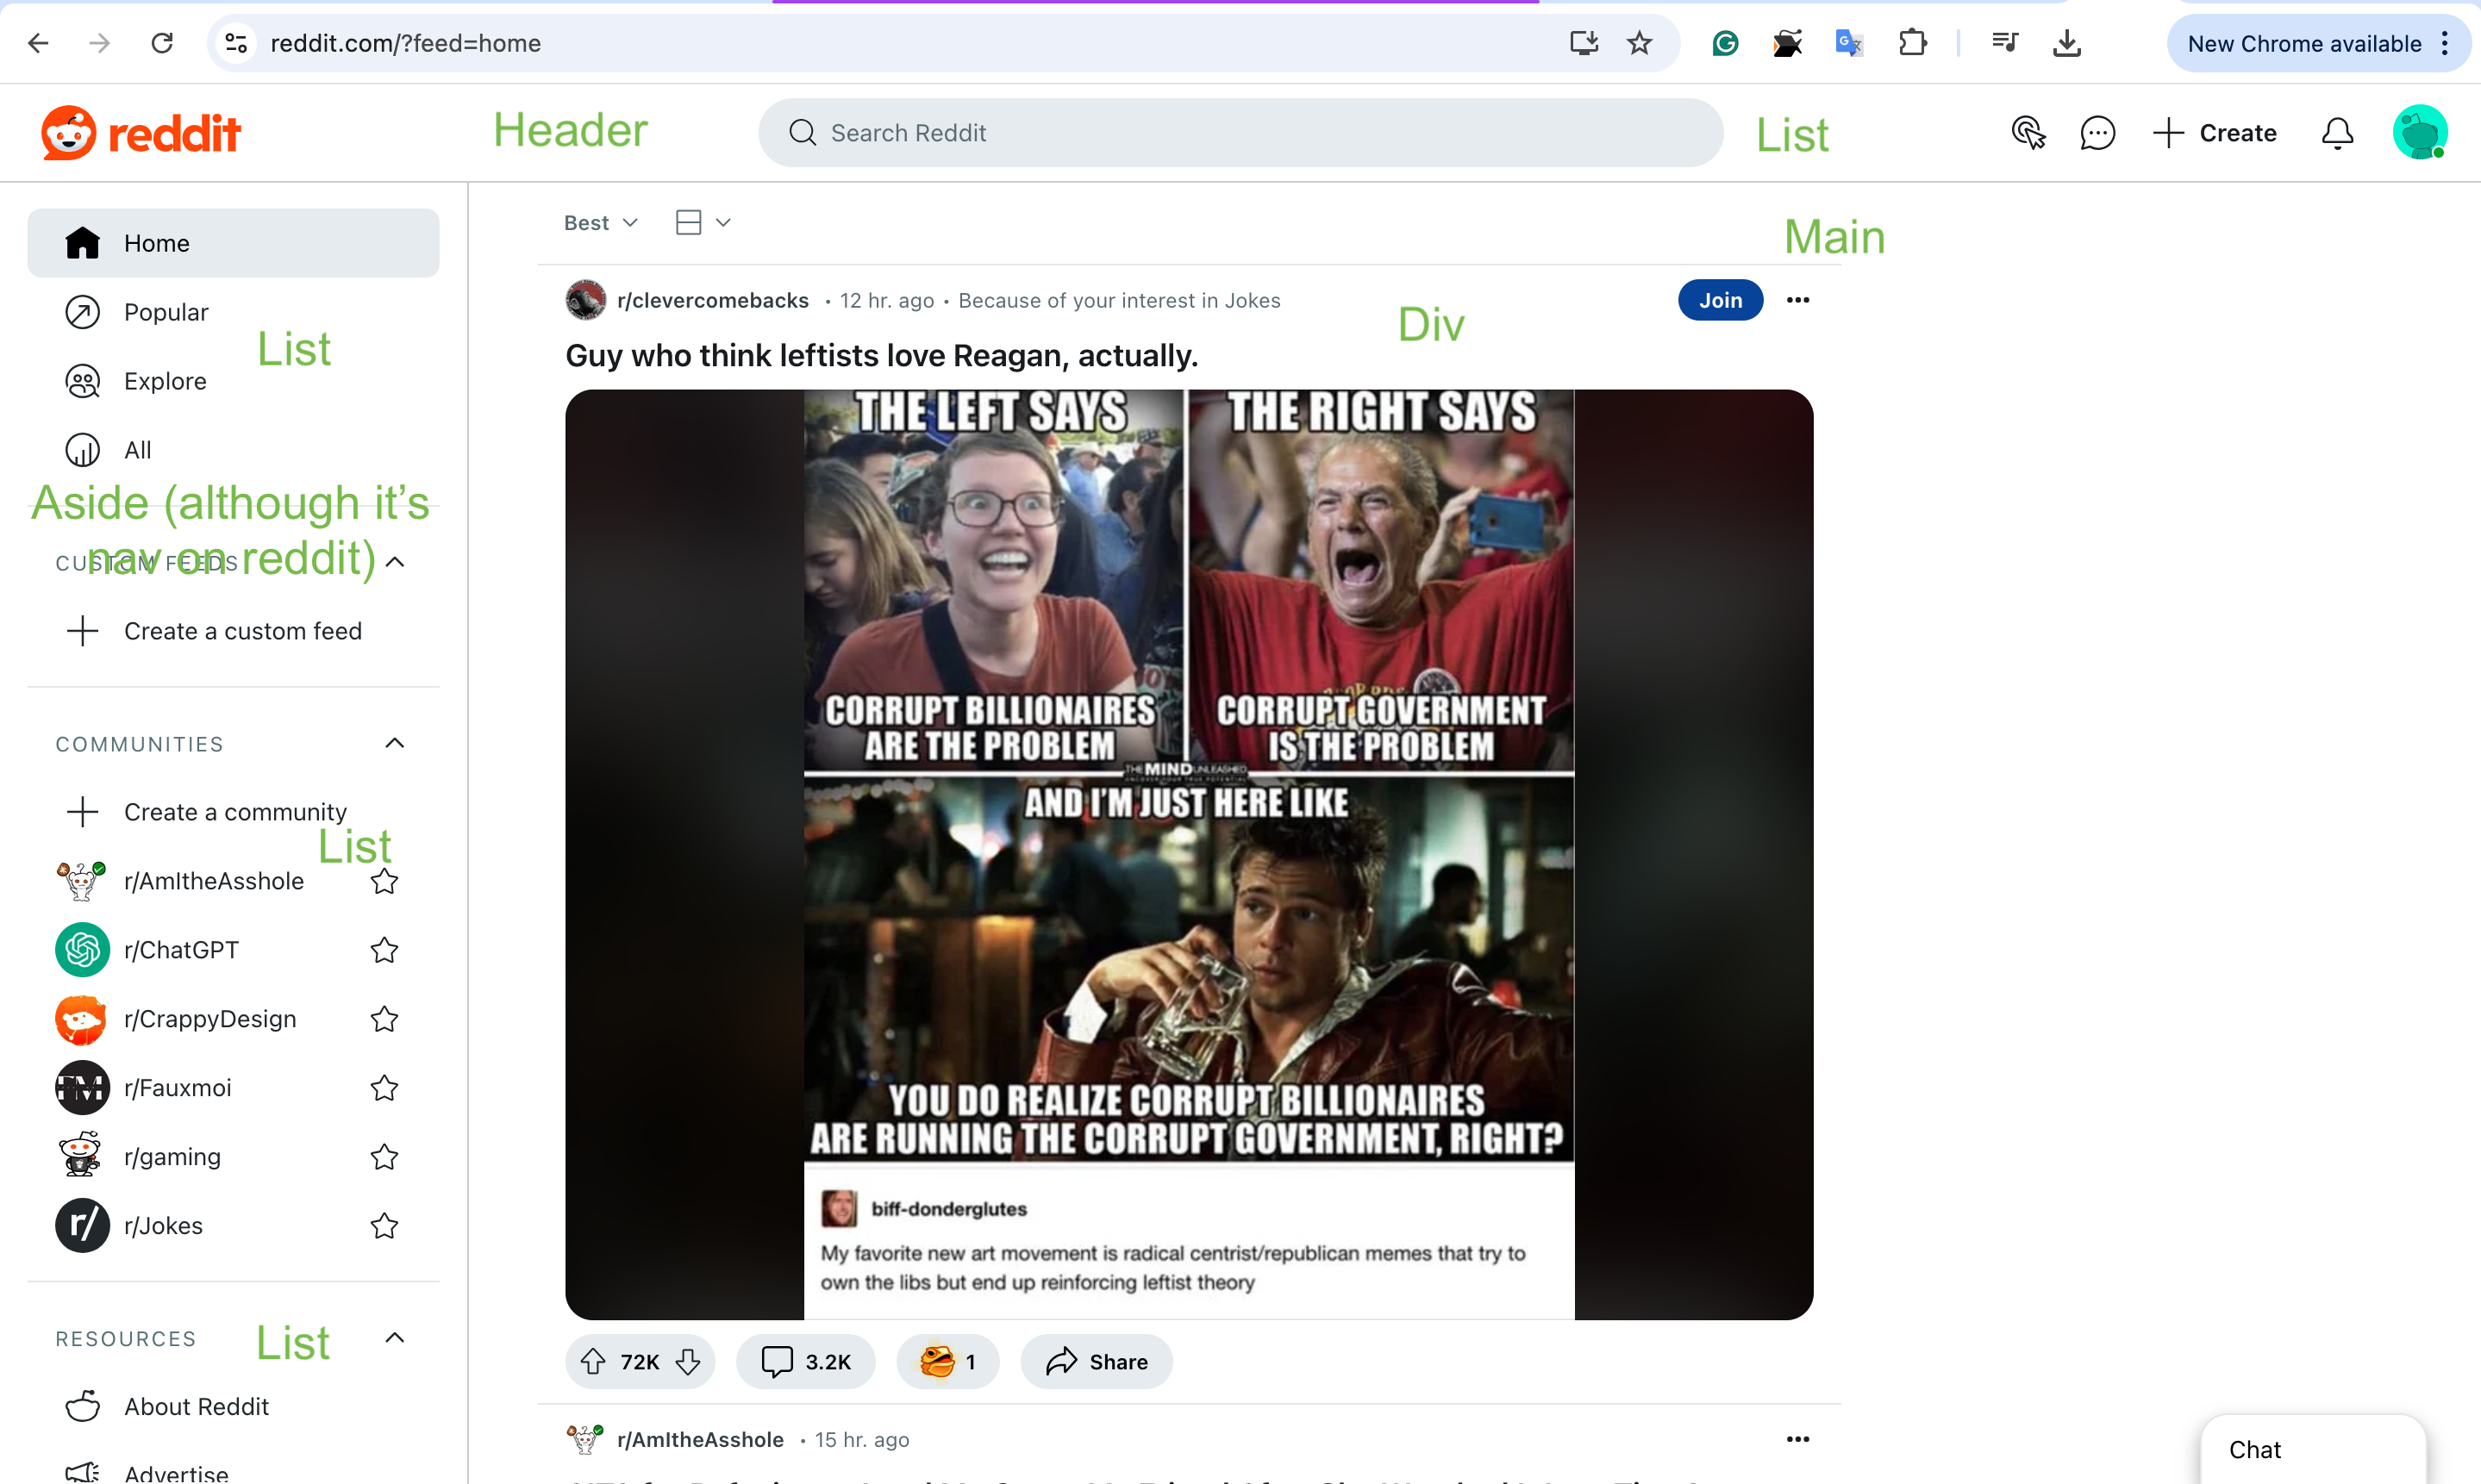 reddit.com/?feed=home
New Chrome available
reddit
Header
Search Reddit
List
Create
Home
Popular
List
Explore
All
Aside (although it’s
nav on reddit)
CUSTOM FEEDS
Create a custom feed
COMMUNITIES
Create a community
List
r/AmItheAsshole
r/ChatGPT
r/CrappyDesign
r/Fauxmoi
r/gaming
r/Jokes
RESOURCES
List
About Reddit
Advertise
Best
Main
r/clevercomebacks • 12 hr. ago • Because of your interest in Jokes
Div
Join
Guy who think leftists love Reagan, actually.
THE LEFT SAYS
CORRUPT BILLIONAIRES
ARE THE PROBLEM
THE RIGHT SAYS
CORRUPT GOVERNMENT
IS THE PROBLEM
THE MIND UNLEASHED
AND I'M JUST HERE LIKE
YOU DO REALIZE CORRUPT BILLIONAIRES
ARE RUNNING THE CORRUPT GOVERNMENT, RIGHT?
biff-donderglutes
My favorite new art movement is radical centrist/republican memes that try to
own the libs but end up reinforcing leftist theory
72K
3.2K
1
Share
r/AmItheAsshole • 15 hr. ago
Chat